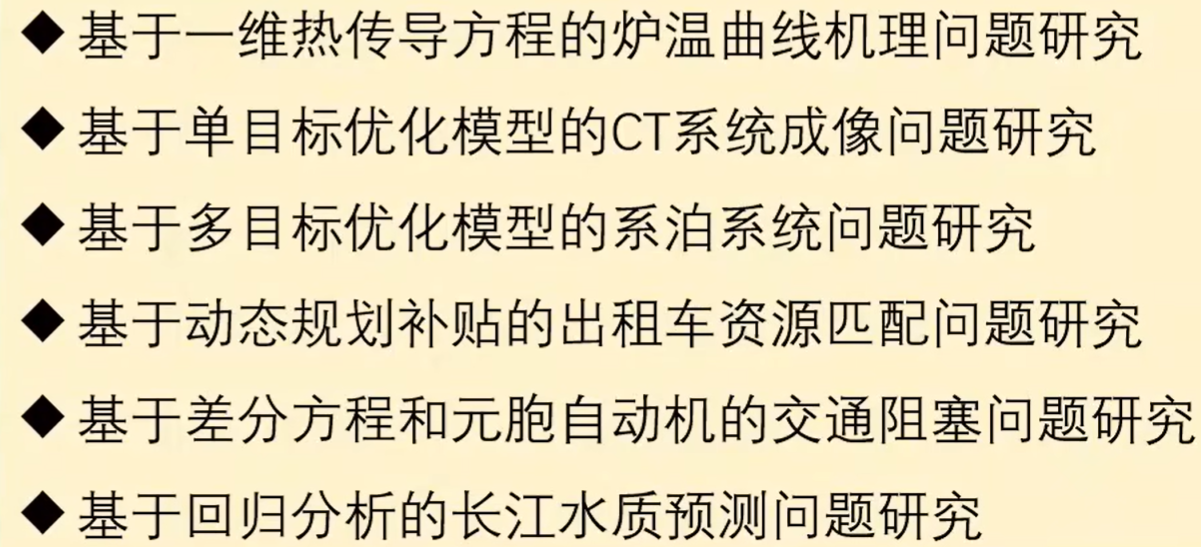 ◆ 基于一维热传导方程的炉温曲线机理问题研究
◆ 基于单目标优化模型的CT系统成像问题研究
◆ 基于多目标优化模型的系泊系统问题研究
◆ 基于动态规划补贴的出租车资源匹配问题研究
◆ 基于差分方程和元胞自动机的交通阻塞问题研究
◆ 基于回归分析的长江水质预测问题研究